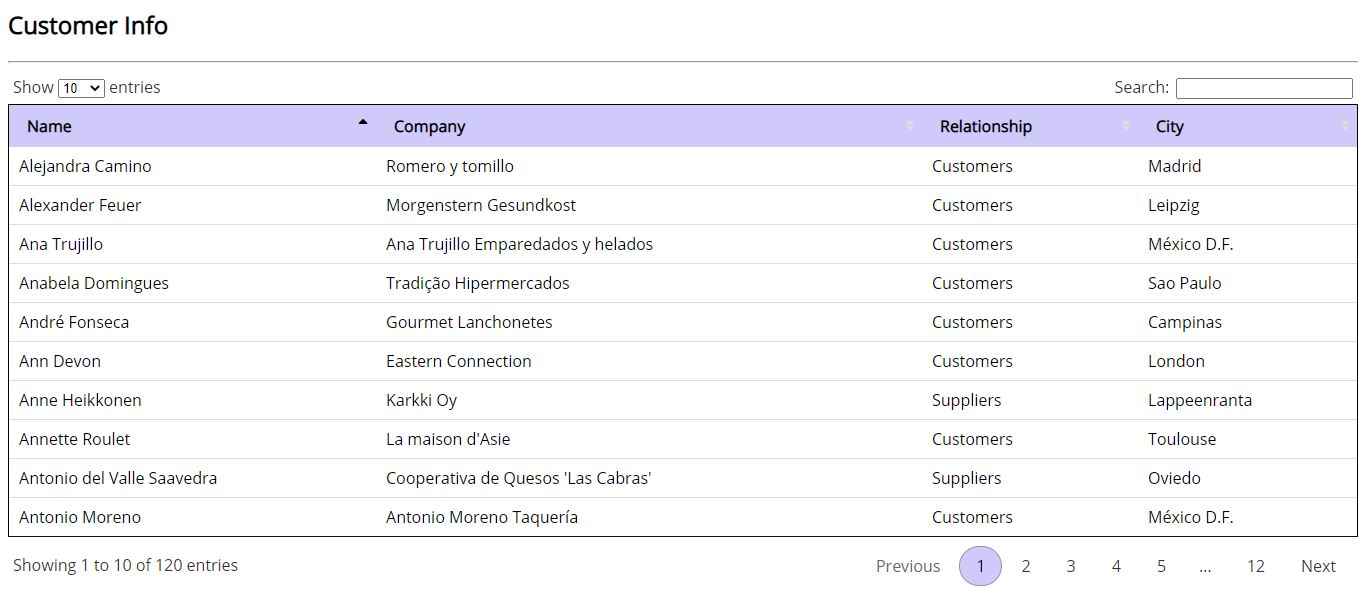 Customer Info
Show 10 entries Search:
Name Company Relationship City
Alejandra Camino Romero y tomillo Customers Madrid
Alexander Feuer Morgenstern Gesundkost Customers Leipzig
Ana Trujillo Ana Trujillo Emparedados y helados Customers México D.F.
Anabela Domingues Tradição Hipermercados Customers Sao Paulo
André Fonseca Gourmet Lanchonetes Customers Campinas
Ann Devon Eastern Connection Customers London
Anne Heikkonen Karkki Oy Suppliers Lappeenranta
Annette Roulet La maison d'Asie Customers Toulouse
Antonio del Valle Saavedra Cooperativa de Quesos 'Las Cabras' Suppliers Oviedo
Antonio Moreno Antonio Moreno Taquería Customers México D.F.
Showing 1 to 10 of 120 entries Previous 1 2 3 4 5 ... 12 Next